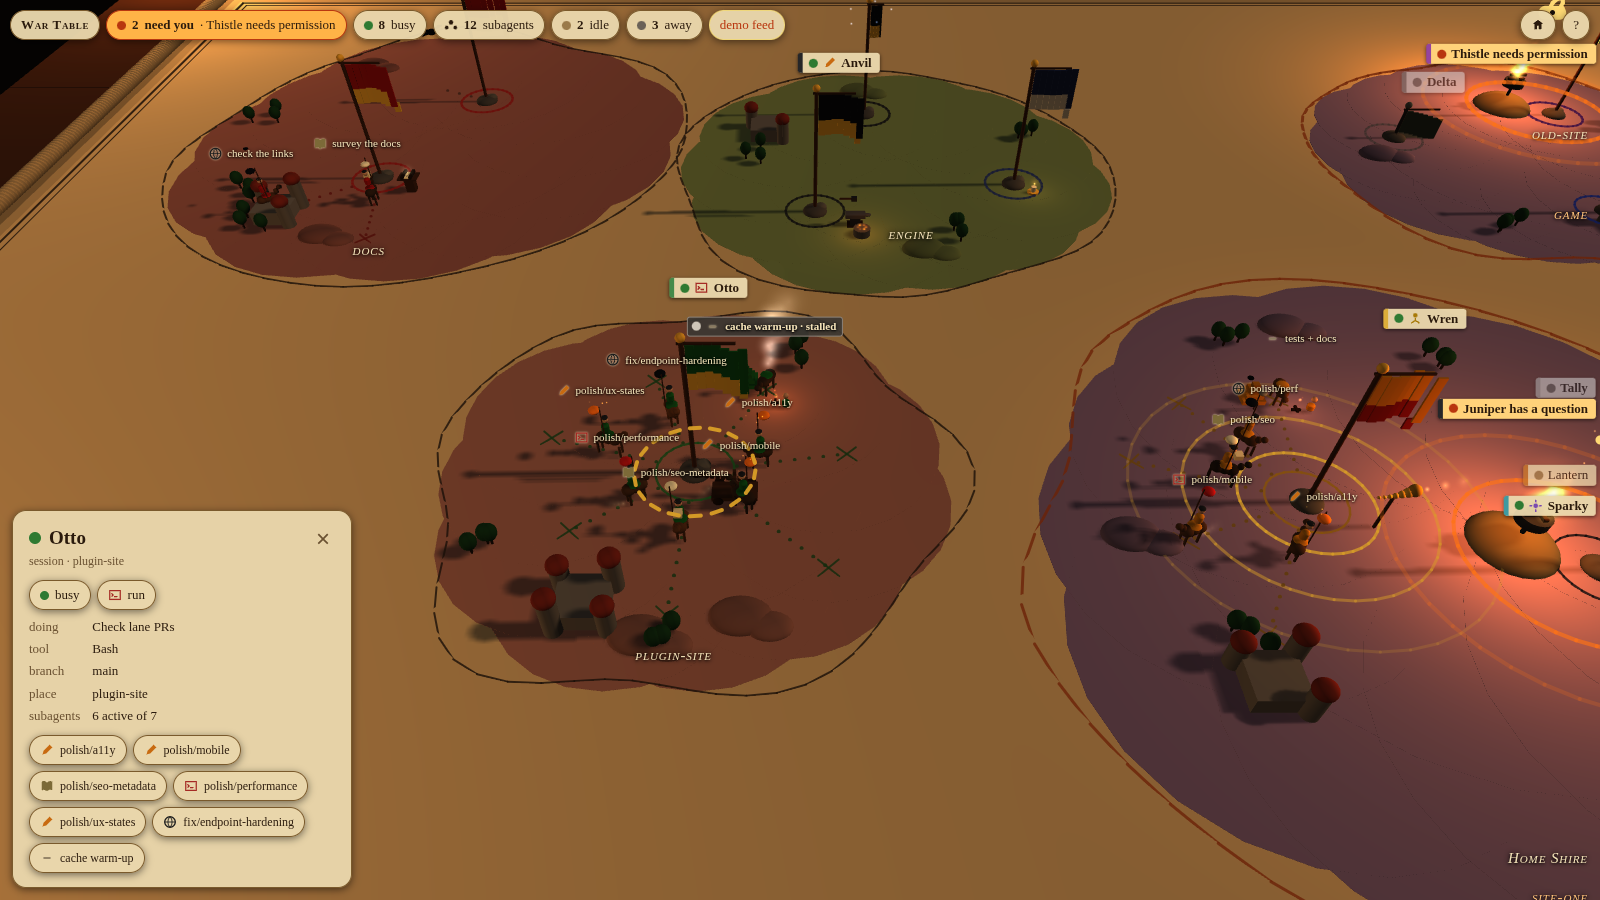 War Table
2 need you · Thistle needs permission
8 busy
12 subagents
2 idle
3 away
demo feed
?
Anvil
Thistle needs permission
Delta
OLD-SITE
check the links
survey the docs
GAME
DOCS
ENGINE
Otto
cache warm-up · stalled
Wren
fix/endpoint-hardening
tests + docs
polish/ux-states
polish/a11y
polish/perf
Tally
Juniper has a question
polish/seo
polish/performance
polish/mobile
polish/seo-metadata
polish/mobile
Lantern
polish/a11y
Sparky
PLUGIN-SITE
Home Shire
SITE-ONE
Otto
session · plugin-site
busy
run
doing Check lane PRs
tool Bash
branch main
place plugin-site
subagents 6 active of 7
polish/a11y
polish/mobile
polish/seo-metadata
polish/performance
polish/ux-states
fix/endpoint-hardening
cache warm-up